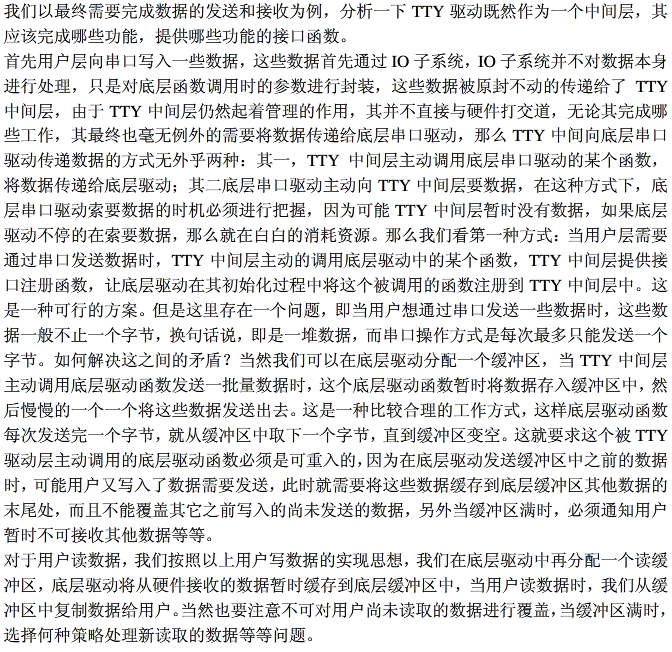 我们以最终需要完成数据的发送和接收为例，分析一下 TTY 驱动既然作为一个中间层，其
应该完成哪些功能，提供哪些功能的接口函数。
首先用户层向串口写入一些数据，这些数据首先通过 IO 子系统，IO 子系统并不对数据本身
进行处理，只是对底层函数调用时的参数进行封装，这些数据被原封不动的传递给了 TTY
中间层，由于 TTY 中间层仍然起着管理的作用，其并不直接与硬件打交道，无论其完成哪
些工作，其最终也毫无例外的需要将数据传递给底层串口驱动，那么 TTY 中间向底层串口
驱动传递数据的方式无外乎两种：其一，TTY 中间层主动调用底层串口驱动的某个函数，
将数据传递给底层驱动；其二底层串口驱动主动向 TTY 中间层要数据，在这种方式下，底
层串口驱动索要数据的时机必须进行把握，因为可能 TTY 中间层暂时没有数据，如果底层
驱动不停的在索要数据，那么就在白白的消耗资源。那么我们看第一种方式：当用户层需要
通过串口发送数据时，TTY 中间层主动的调用底层驱动中的某个函数，TTY 中间层提供接
口注册函数，让底层驱动在其初始化过程中将这个被调用的函数注册到 TTY 中间层中。这
是一种可行的方案。但是这里存在一个问题，即当用户想通过串口发送一些数据时，这些数
据一般不止一个字节，换句话说，即是一堆数据，而串口操作方式是每次最多只能发送一个
字节。如何解决这之间的矛盾？当然我们可以在底层驱动分配一个缓冲区，当 TTY 中间层
主动调用底层驱动函数发送一批量数据时，这个底层驱动函数暂时将数据存入缓冲区中，然
后慢慢的一个一个将这些数据发送出去。这是一种比较合理的工作方式，这样底层驱动函数
每次发送完一个字节，就从缓冲区中取下一个字节，直到缓冲区变空。这就要求这个被 TTY
驱动层主动调用的底层驱动函数必须是可重入的，因为在底层驱动发送缓冲区中之前的数据
时，可能用户又写入了数据需要发送，此时就需要将这些数据缓存到底层缓冲区其他数据的
末尾处，而且不能覆盖其它之前写入的尚未发送的数据，另外当缓冲区满时，必须通知用户
暂时不可接收其他数据等等。
对于用户读数据，我们按照以上用户写数据的实现思想，我们在底层驱动中再分配一个读缓
冲区，底层驱动将从硬件接收的数据暂时缓存到底层缓冲区中，当用户读数据时，我们从缓
冲区中复制数据给用户。当然也要注意不可对用户尚未读取的数据进行覆盖，当缓冲区满时，
选择何种策略处理新读取的数据等等问题。